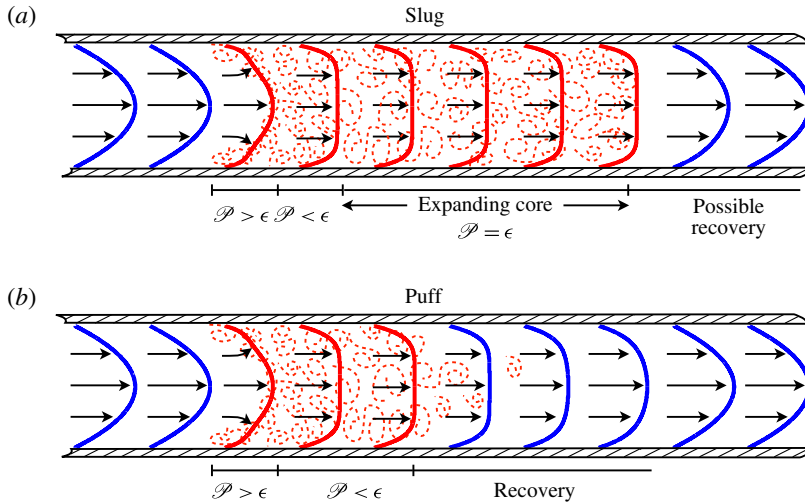 (a)
Slug
𝒫 > ϵ 𝒫 < ϵ
Expanding core
𝒫 = ϵ
Possible
recovery
(b)
Puff
𝒫 > ϵ
𝒫 < ϵ
Recovery